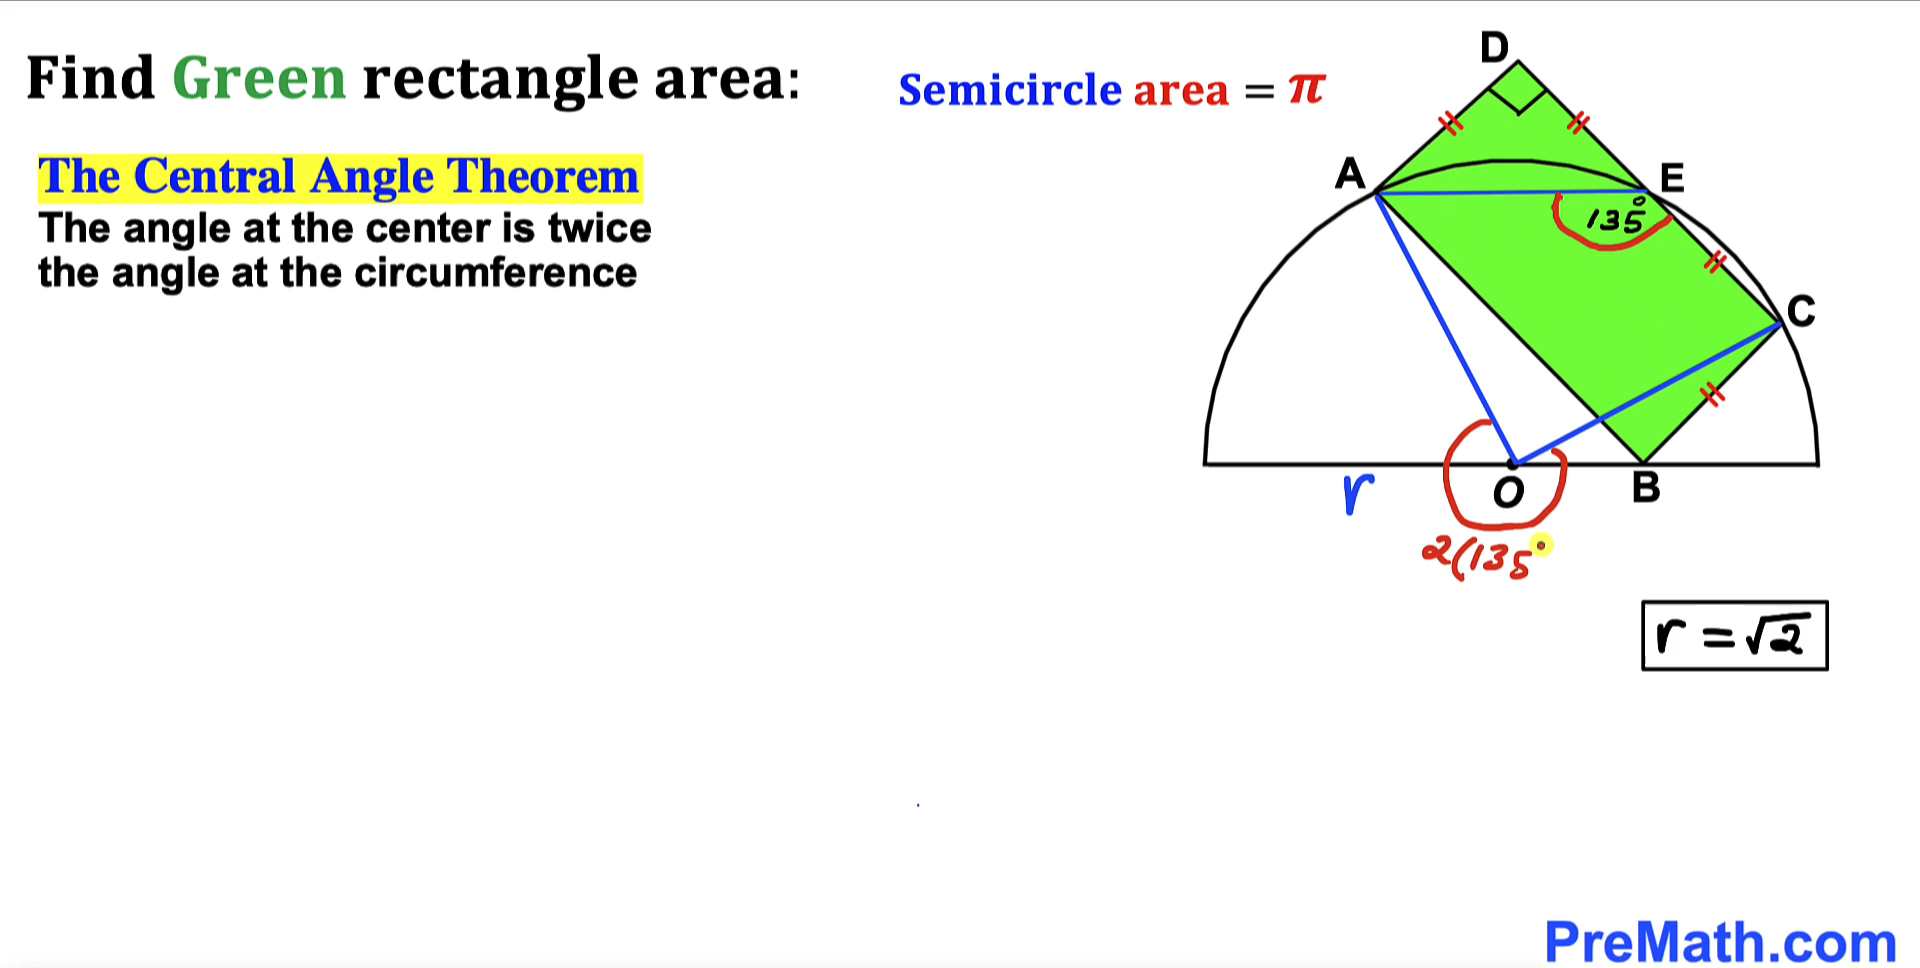 Find Green rectangle area:
Semicircle area = π
The Central Angle Theorem
The angle at the center is twice
the angle at the circumference
D
A
E
135°
C
r
O
B
2(135°
r = √2
PreMath.com